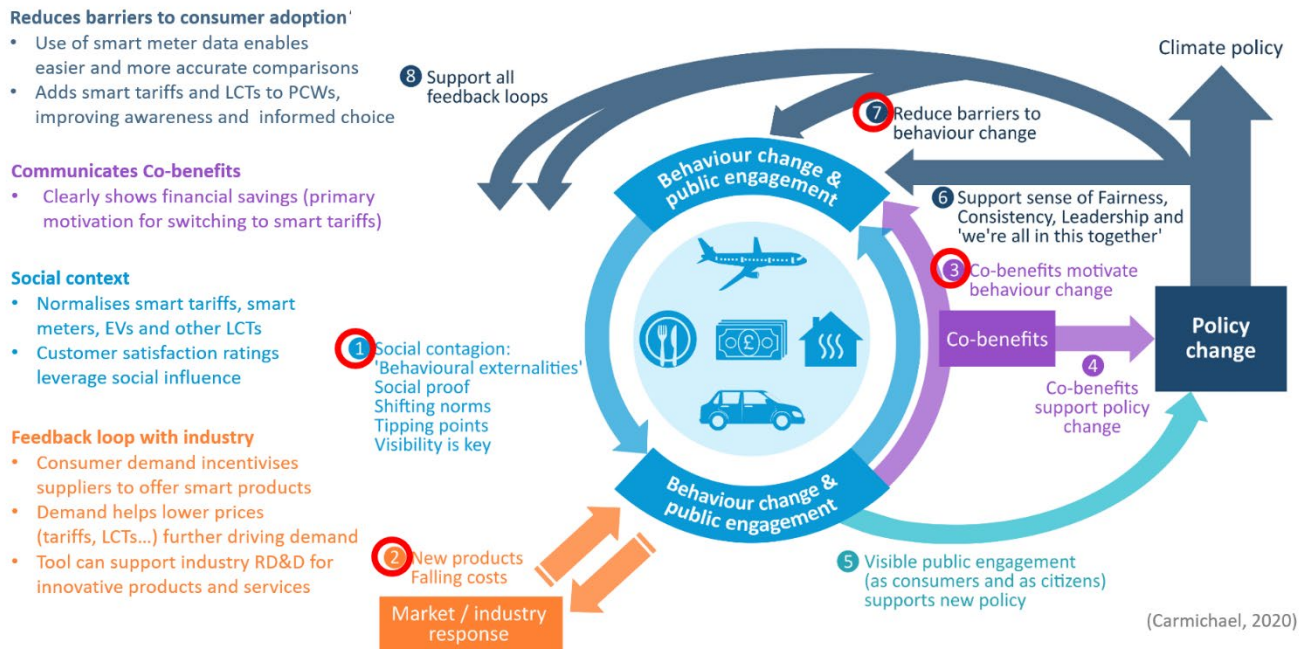 Reduces barriers to consumer adoption'
• Use of smart meter data enables
easier and more accurate comparisons
• Adds smart tariffs and LCTs to PCWs,
improving awareness and informed choice
Communicates Co-benefits
• Clearly shows financial savings (primary
motivation for switching to smart tariffs)
Social context
• Normalises smart tariffs, smart
meters, EVs and other LCTs
• Customer satisfaction ratings
leverage social influence
Feedback loop with industry
• Consumer demand incentivises
suppliers to offer smart products
• Demand helps lower prices
(tariffs, LCTs...) further driving demand
• Tool can support industry RD&D for
innovative products and services
8 Support all
feedback loops
Climate policy
7 Reduce barriers to
behaviour change
Behaviour change &
public engagement
6 Support sense of Fairness,
Consistency, Leadership and
'we're all in this together'
3 Co-benefits motivate
behaviour change
£
1 Social contagion:
'Behavioural externalities'
Social proof
Shifting norms
Tipping points
Visibility is key
Co-benefits
Policy
change
4
Co-benefits
support policy
change
Behaviour change &
public engagement
2 New products
Falling costs
Market / industry
response
5 Visible public engagement
(as consumers and as citizens)
supports new policy
(Carmichael, 2020)